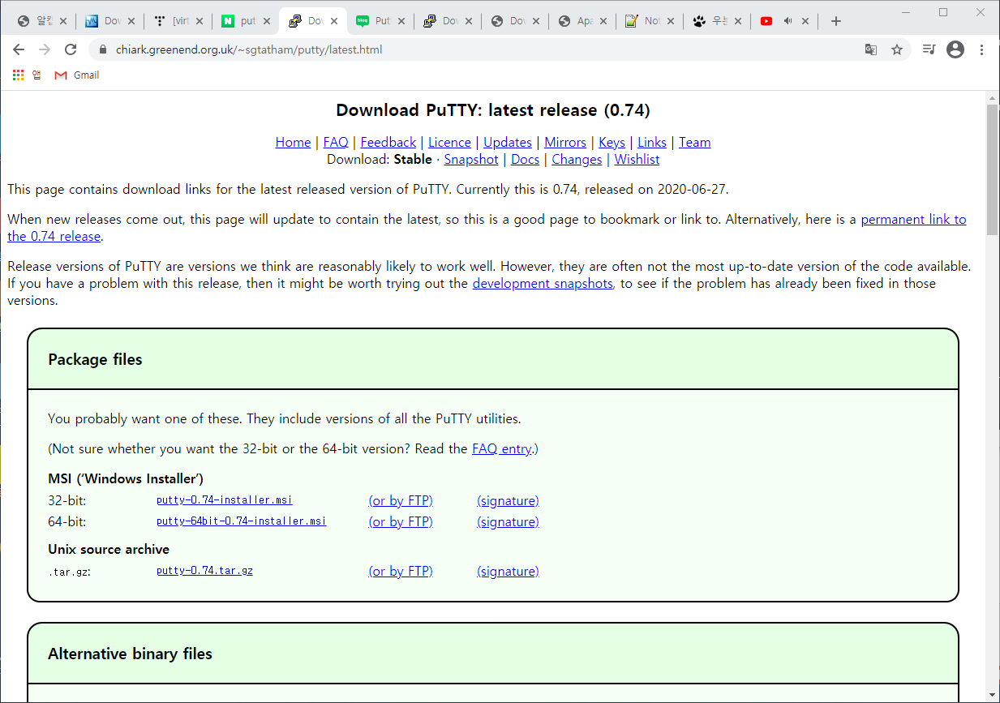 알집
Dov
[virt
put
Dov
Put
Dov
Dov
Apa
Not
우분
chiark.greenend.org.uk/~sgtatham/putty/latest.html
앱 Gmail
Download PuTTY: latest release (0.74)
Home | FAQ | Feedback | Licence | Updates | Mirrors | Keys | Links | Team
Download: Stable · Snapshot | Docs | Changes | Wishlist
This page contains download links for the latest released version of PuTTY. Currently this is 0.74, released on 2020-06-27.
When new releases come out, this page will update to contain the latest, so this is a good page to bookmark or link to. Alternatively, here is a permanent link to
the 0.74 release.
Release versions of PuTTY are versions we think are reasonably likely to work well. However, they are often not the most up-to-date version of the code available.
If you have a problem with this release, then it might be worth trying out the development snapshots, to see if the problem has already been fixed in those
versions.
Package files
You probably want one of these. They include versions of all the PuTTY utilities.
(Not sure whether you want the 32-bit or the 64-bit version? Read the FAQ entry.)
MSI (‘Windows Installer’)
32-bit: putty-0.74-installer.msi (or by FTP) (signature)
64-bit: putty-64bit-0.74-installer.msi (or by FTP) (signature)
Unix source archive
.tar.gz: putty-0.74.tar.gz (or by FTP) (signature)
Alternative binary files